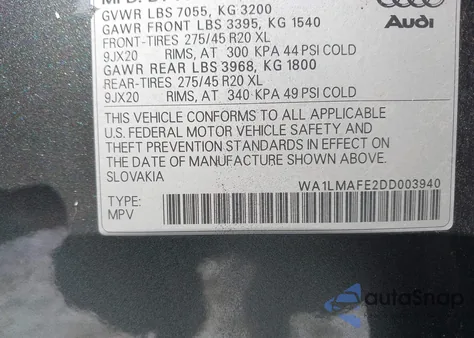 GVWR LBS 7055, KG 3200
GAWR FRONT LBS 3395, KG 1540
FRONT-TIRES 275/45 R20 XL
9JX20 RIMS, AT 300 KPA 44 PSI COLD
GAWR REAR LBS 3968, KG 1800
REAR-TIRES 275/45 R20 XL
9JX20 RIMS, AT 340 KPA 49 PSI COLD
Audi
THIS VEHICLE CONFORMS TO ALL APPLICABLE
U.S. FEDERAL MOTOR VEHICLE SAFETY AND
THEFT PREVENTION STANDARDS IN EFFECT ON
THE DATE OF MANUFACTURE SHOWN ABOVE.
SLOVAKIA
WA1LMAFE2DD003940
TYPE:
MPV
autoSnap